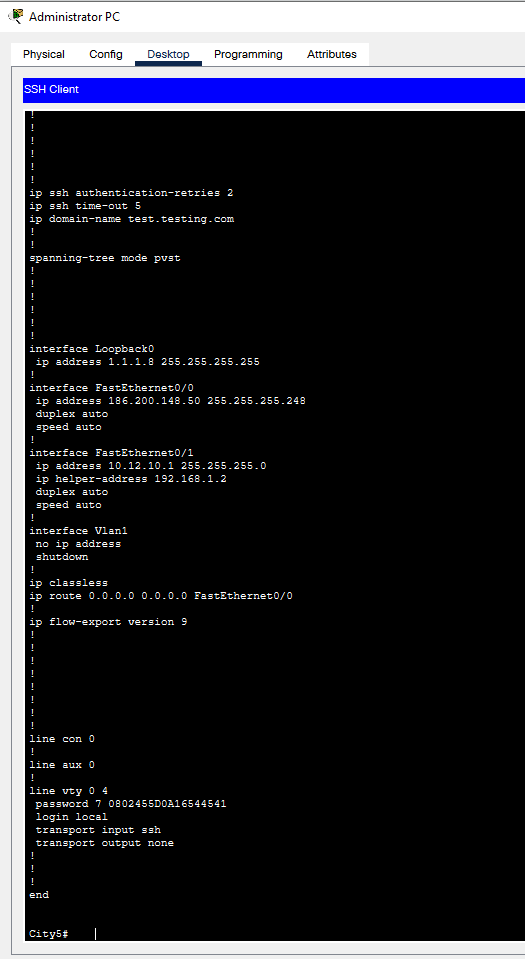 Administrator PC
Physical Config Desktop Programming Attributes
SSH Client
!
!
!
!
!
!
ip ssh authentication-retries 2
ip ssh time-out 5
ip domain-name test.testing.com
!
!
spanning-tree mode pvst
!
!
!
!
!
!
interface Loopback0
ip address 1.1.1.8 255.255.255.255
!
interface FastEthernet0/0
ip address 186.200.148.50 255.255.255.248
duplex auto
speed auto
!
interface FastEthernet0/1
ip address 10.12.10.1 255.255.255.0
ip helper-address 192.168.1.2
duplex auto
speed auto
!
interface Vlan1
no ip address
shutdown
!
ip classless
ip route 0.0.0.0 0.0.0.0 FastEthernet0/0
!
ip flow-export version 9
!
!
!
!
!
!
!
!
line con 0
!
line aux 0
!
line vty 0 4
password 7 0802455D0A16544541
login local
transport input ssh
transport output none
!
!
!
end
City5#